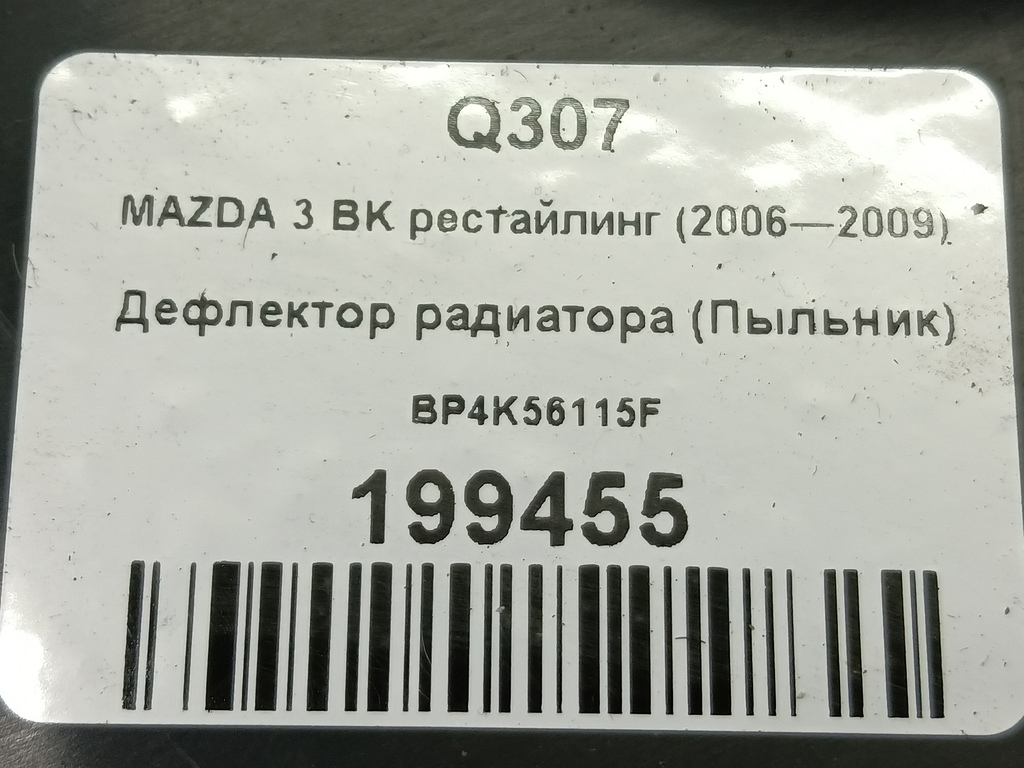 Q307
MAZDA 3 BK рестайлинг (2006—2009)
Дефлектор радиатора (Пыльник)
BP4K56115F
199455